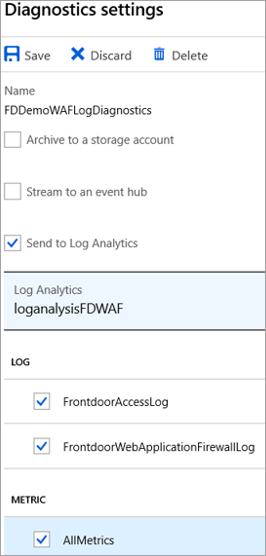 Diagnostics settings
Save Discard Delete
Name
FDDemoWAFLogDiagnostics
Archive to a storage account
Stream to an event hub
Send to Log Analytics
Log Analytics
loganalysisFDWAF
LOG
FrontdoorAccessLog
FrontdoorWebApplicationFirewallLog
METRIC
AllMetrics